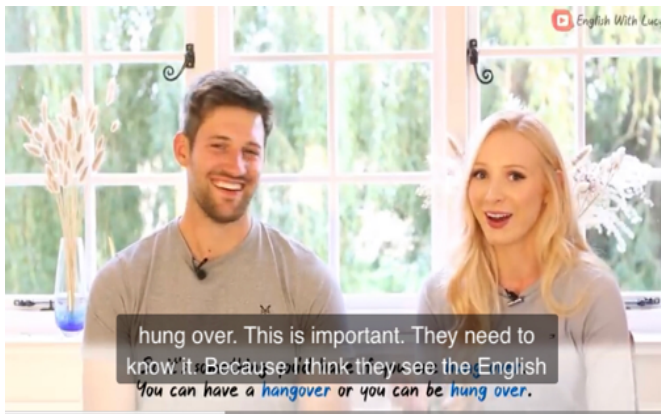 English With Lucy
hung over. This is important. They need to
know it. Because I think they see the English
You can have a hangover or you can be hung over.